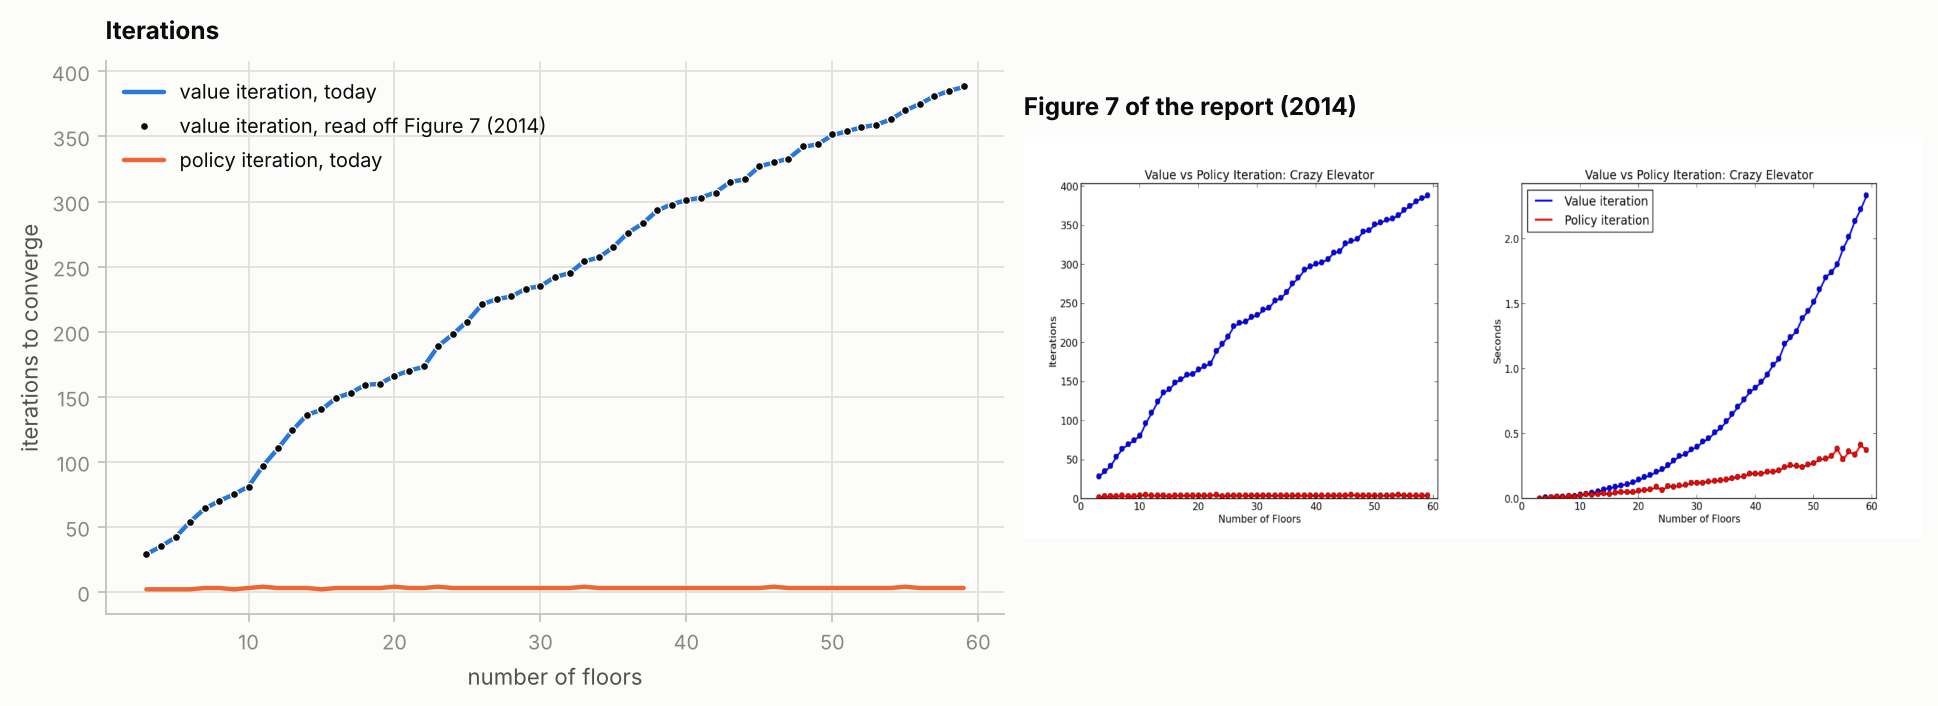 Iterations
400
350
300
250
200
150
100
50
0
iterations to converge
value iteration, today
value iteration, read off Figure 7 (2014)
policy iteration, today
10 20 30 40 50 60
number of floors
Figure 7 of the report (2014)
Value vs Policy Iteration: Crazy Elevator
400
350
300
250
200
150
100
50
0
Iterations
0 10 20 30 40 50 60
Number of Floors
Value vs Policy Iteration: Crazy Elevator
Value iteration
Policy iteration
2.0
1.5
1.0
0.5
0.0
Seconds
0 10 20 30 40 50 60
Number of Floors